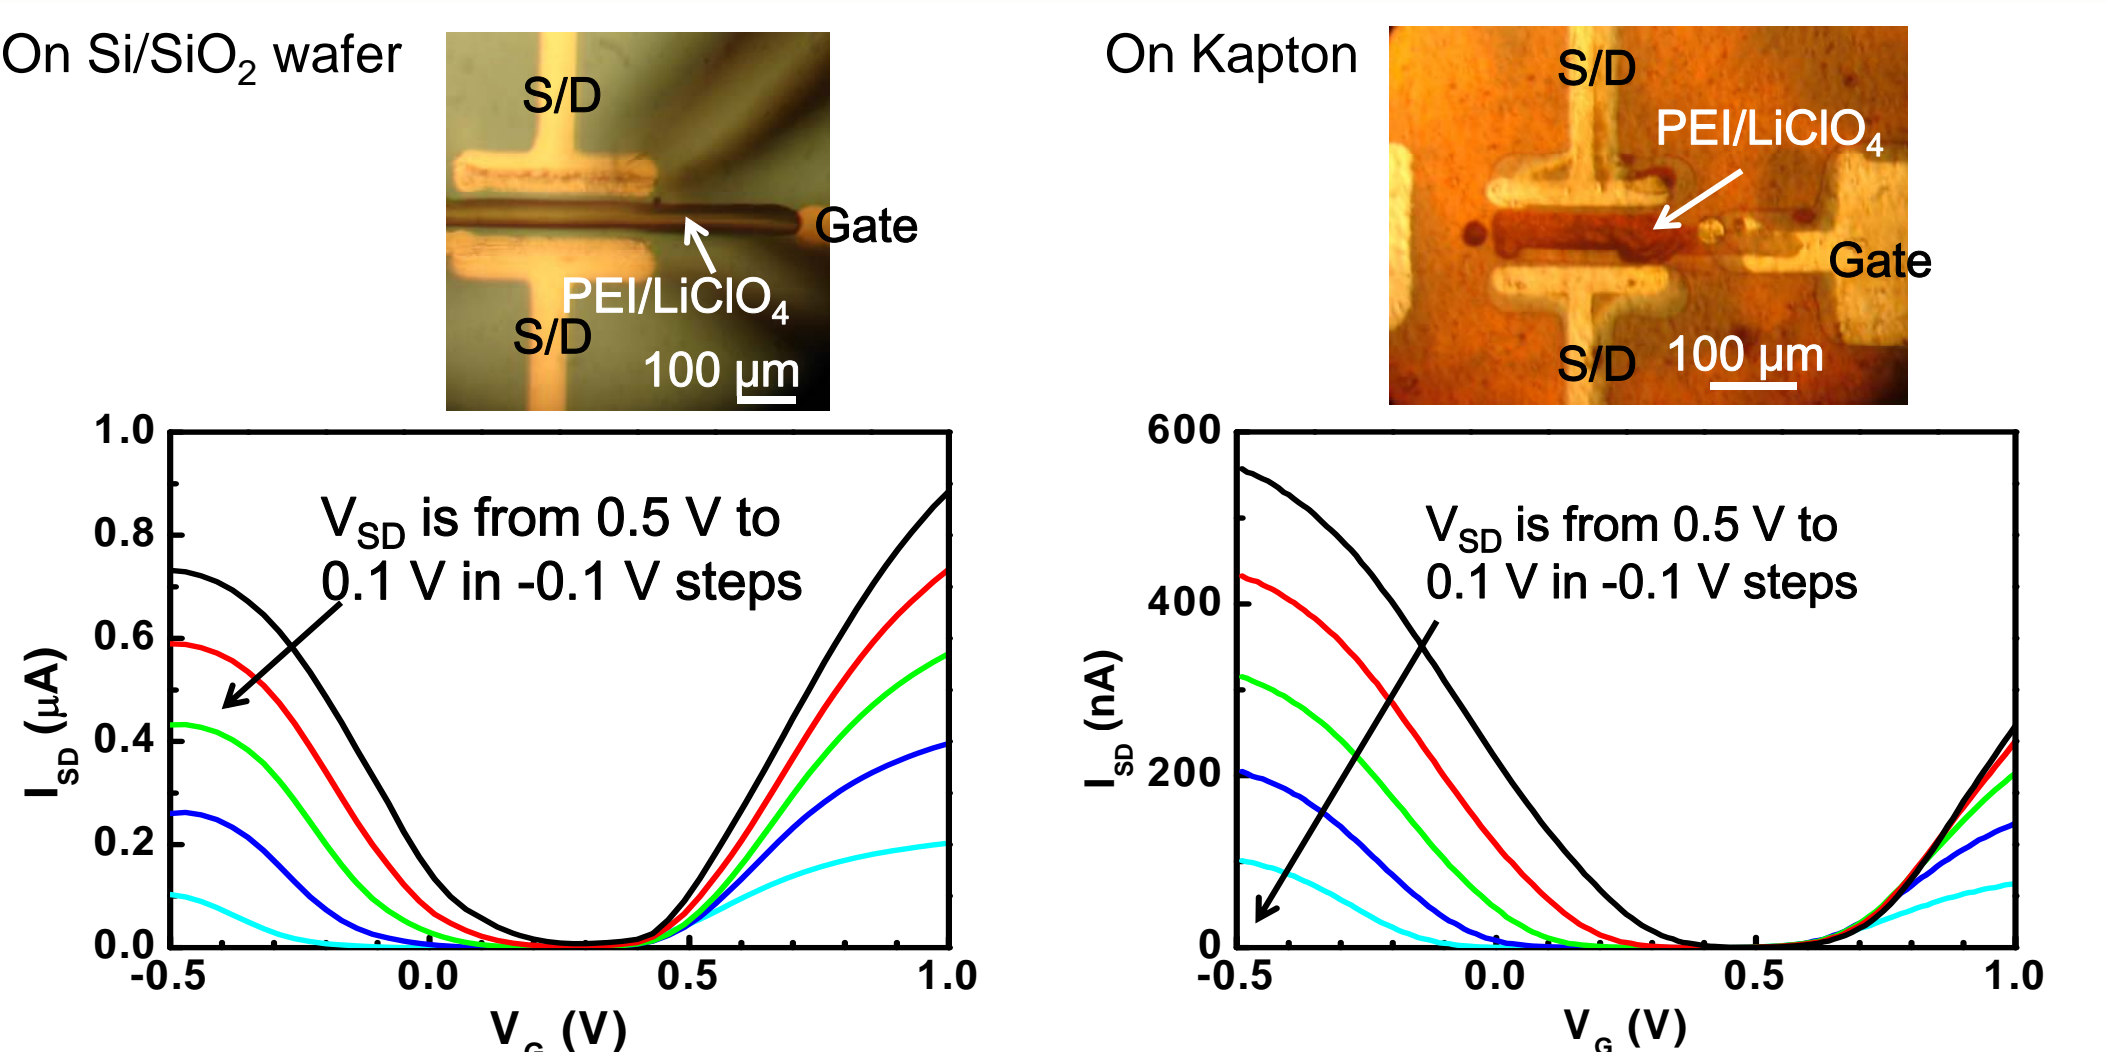 On Si/SiO2 wafer
S/D
Gate
PEI/LiClO4
S/D
100 µm
On Kapton
S/D
PEI/LiClO4
Gate
S/D
100 µm
1.0
0.8
0.6
0.4
0.2
0.0
ISD (µA)
VSD is from 0.5 V to
0.1 V in -0.1 V steps
-0.5
0.0
0.5
1.0
VG (V)
600
400
200
0
ISD (nA)
VSD is from 0.5 V to
0.1 V in -0.1 V steps
-0.5
0.0
0.5
1.0
VG (V)